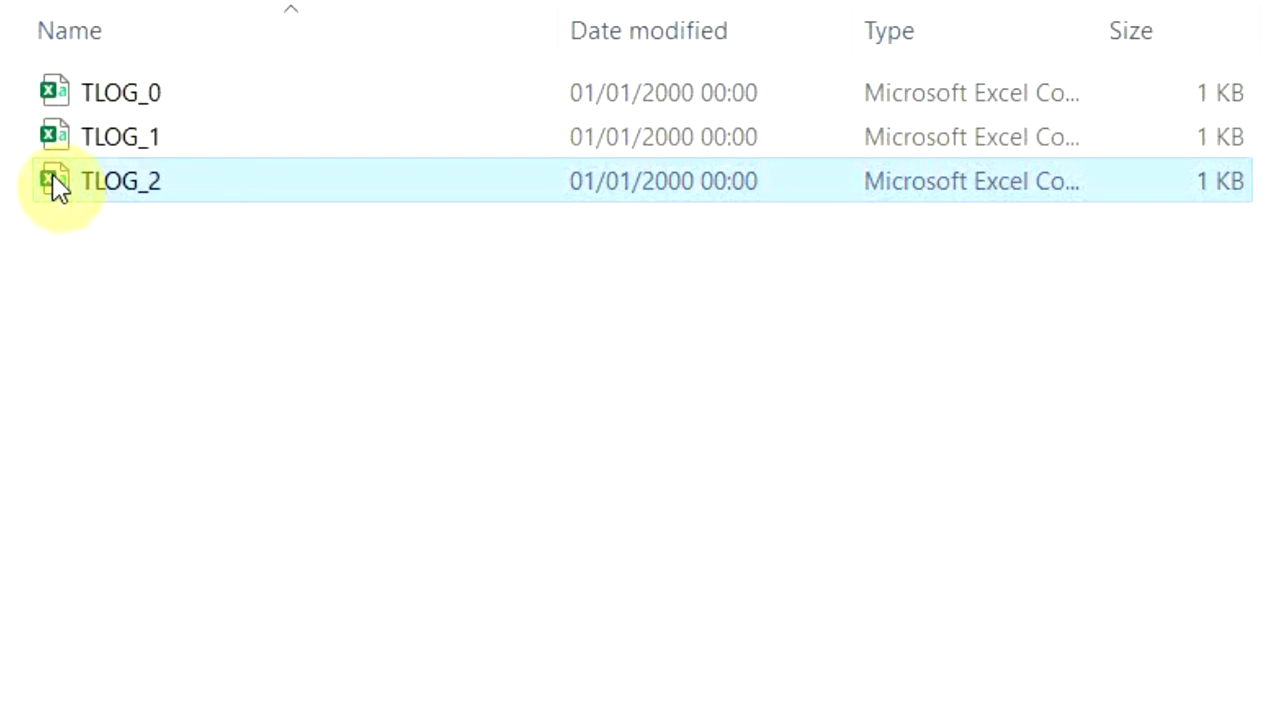 Name Date modified Type Size
TLOG_0 01/01/2000 00:00 Microsoft Excel Co... 1 KB
TLOG_1 01/01/2000 00:00 Microsoft Excel Co... 1 KB
TLOG_2 01/01/2000 00:00 Microsoft Excel Co... 1 KB